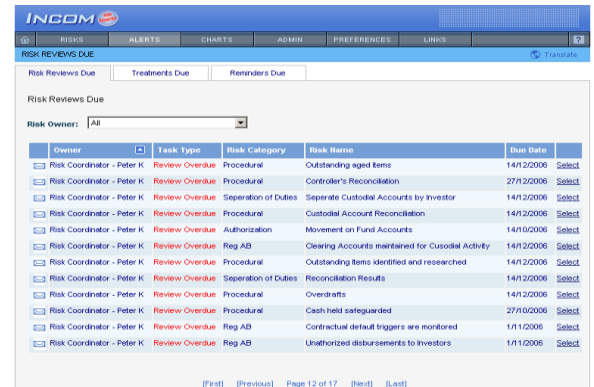 INCOM
RISKS ALERTS CHARTS ADMIN PREFERENCES LINKS ?
RISK REVIEWS DUE Translate
Risk Reviews Due Treatments Due Reminders Due
Risk Reviews Due
Risk Owner: All
Owner Task Type Risk Category Risk Name Due Date
Risk Coordinator - Peter K Review Overdue Procedural Outstanding aged items 14/12/2006 Select
Risk Coordinator - Peter K Review Overdue Procedural Controller's Reconciliation 27/12/2006 Select
Risk Coordinator - Peter K Review Overdue Seperation of Duties Seperate Custodial Accounts by Investor 14/12/2006 Select
Risk Coordinator - Peter K Review Overdue Procedural Custodial Account Reconciliation 14/12/2006 Select
Risk Coordinator - Peter K Review Overdue Authorization Movement on Fund Accounts 14/10/2006 Select
Risk Coordinator - Peter K Review Overdue Reg AB Clearing Accounts maintained for Cusodial Activity 14/12/2006 Select
Risk Coordinator - Peter K Review Overdue Procedural Outstanding Items identified and researched 14/12/2006 Select
Risk Coordinator - Peter K Review Overdue Seperation of Duties Reconciliation Results 14/12/2006 Select
Risk Coordinator - Peter K Review Overdue Procedural Overdrafts 14/12/2006 Select
Risk Coordinator - Peter K Review Overdue Procedural Cash held safeguarded 27/10/2006 Select
Risk Coordinator - Peter K Review Overdue Reg AB Contractual default triggers are monitored 1/11/2006 Select
Risk Coordinator - Peter K Review Overdue Reg AB Unathorized disbursements to Investors 1/11/2006 Select
[First] [Previous] Page 12 of 17 [Next] [Last]